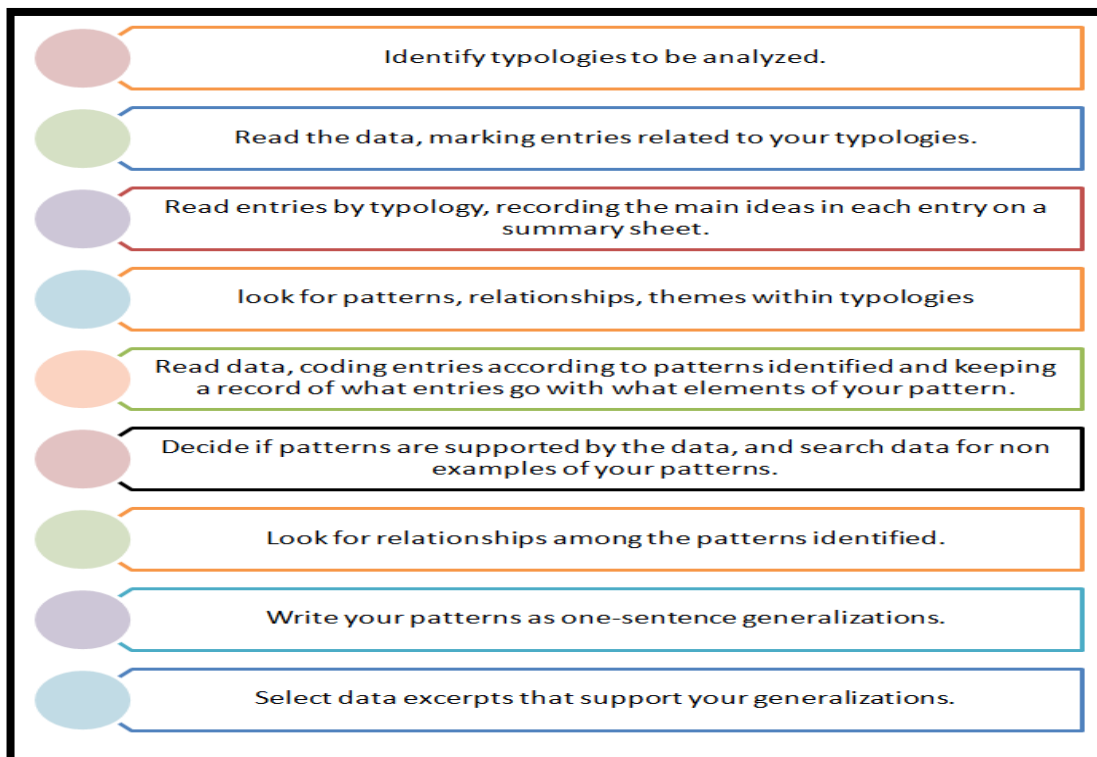 Identify typologies to be analyzed.
Read the data, marking entries related to your typologies.
Read entries by typology, recording the main ideas in each entry on a
summary sheet.
look for patterns, relationships, themes within typologies
Read data, coding entries according to patterns identified and keeping
a record of what entries go with what elements of your pattern.
Decide if patterns are supported by the data, and search data for non
examples of your patterns.
Look for relationships among the patterns identified.
Write your patterns as one-sentence generalizations.
Select data excerpts that support your generalizations.